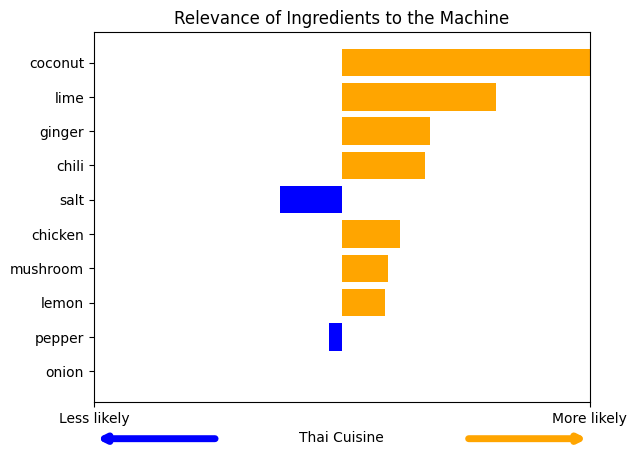 Relevance of Ingredients to the Machine
coconut
lime
ginger
chili
salt
chicken
mushroom
lemon
pepper
onion
Less likely
More likely
Thai Cuisine